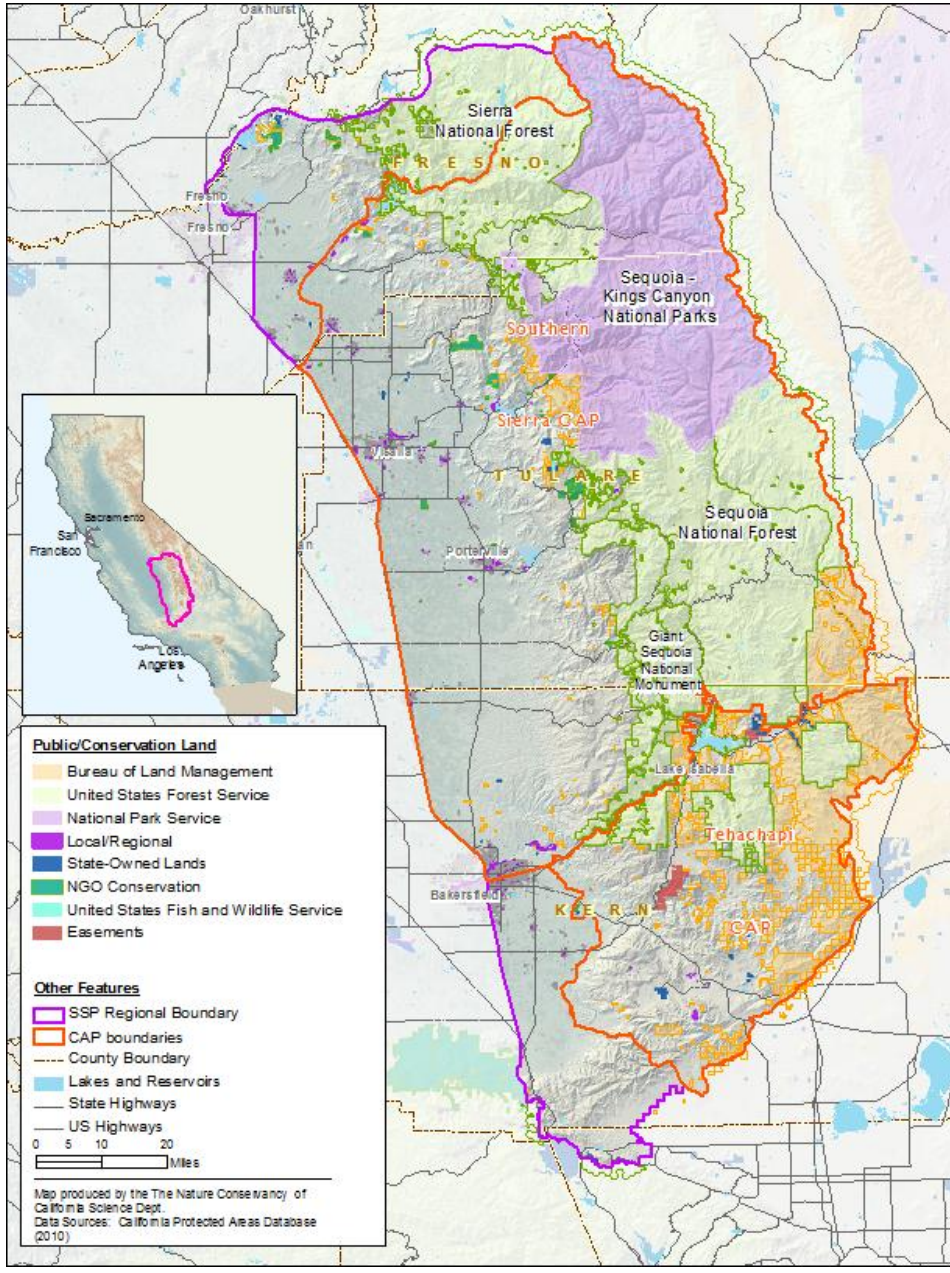 Oakhurst
Sierra
National Forest
FRESNO
Fresno
Fresno
Sequoia -
Kings Canyon
National Parks
Southern
Sierra CAP
Visalia
TULARE
Sequoia
National Forest
Porterville
Giant
Sequoia
National
Monument
Lake Isabella
Tehachapi
Bakersfield
KERN
CAP
Sacramento
San
Francisco
Los
Angeles
Public/Conservation Land
Bureau of Land Management
United States Forest Service
National Park Service
Local/Regional
State-Owned Lands
NGO Conservation
United States Fish and Wildlife Service
Easements
Other Features
SSP Regional Boundary
CAP boundaries
County Boundary
Lakes and Reservoirs
State Highways
US Highways
0 5 10 20
Miles
Map produced by the The Nature Conservancy of
California Science Dept.
Data Sources: California Protected Areas Database
(2010)